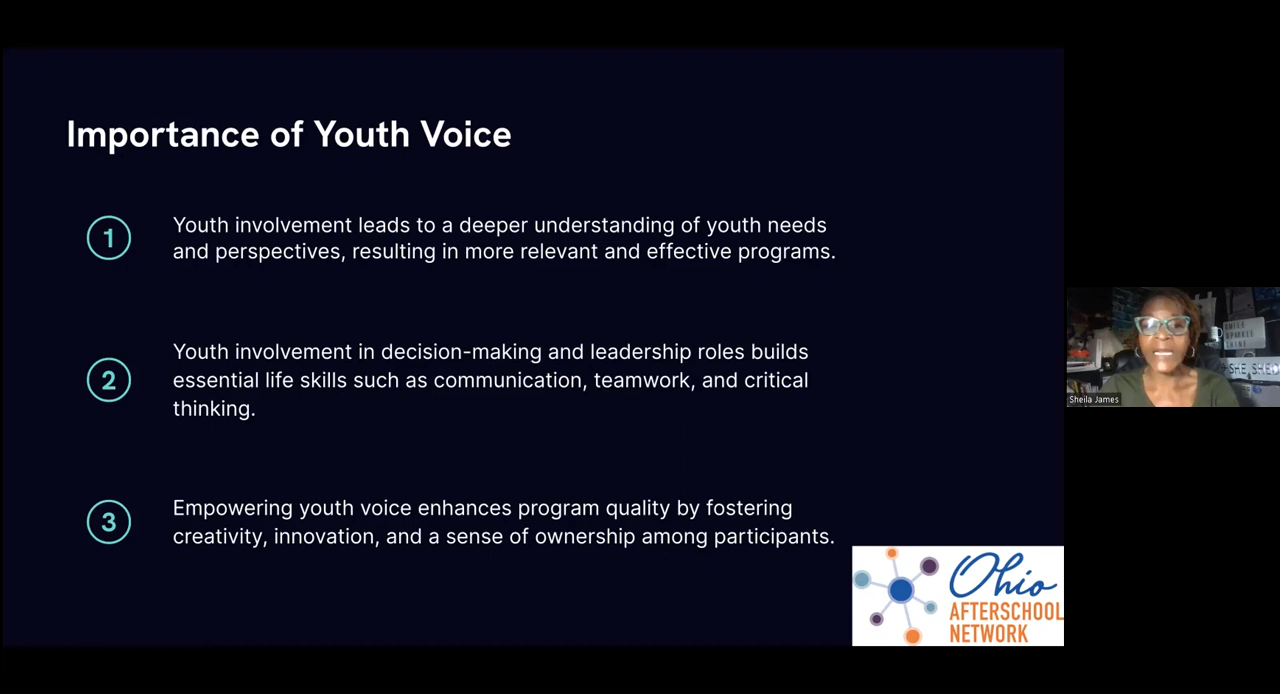 Importance of Youth Voice
1
Youth involvement leads to a deeper understanding of youth needs
and perspectives, resulting in more relevant and effective programs.
2
Youth involvement in decision-making and leadership roles builds
essential life skills such as communication, teamwork, and critical
thinking.
3
Empowering youth voice enhances program quality by fostering
creativity, innovation, and a sense of ownership among participants.
Ohio
AFTERSCHOOL
NETWORK
SHINE
SHE
Sheila James